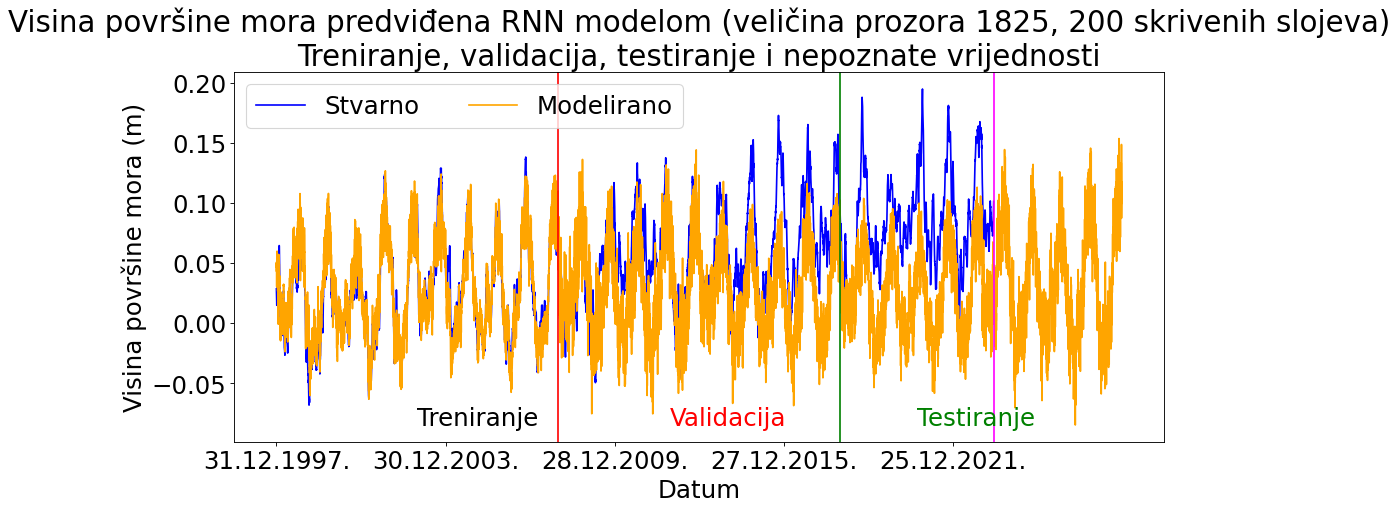 Visina površine mora predviđena RNN modelom (veličina prozora 1825, 200 skrivenih slojeva)
Treniranje, validacija, testiranje i nepoznate vrijednosti
Stvarno
Modelirano
Visina površine mora (m)
0.20
0.15
0.10
0.05
0.00
−0.05
Treniranje
Validacija
Testiranje
31.12.1997.
30.12.2003.
28.12.2009.
27.12.2015.
25.12.2021.
Datum